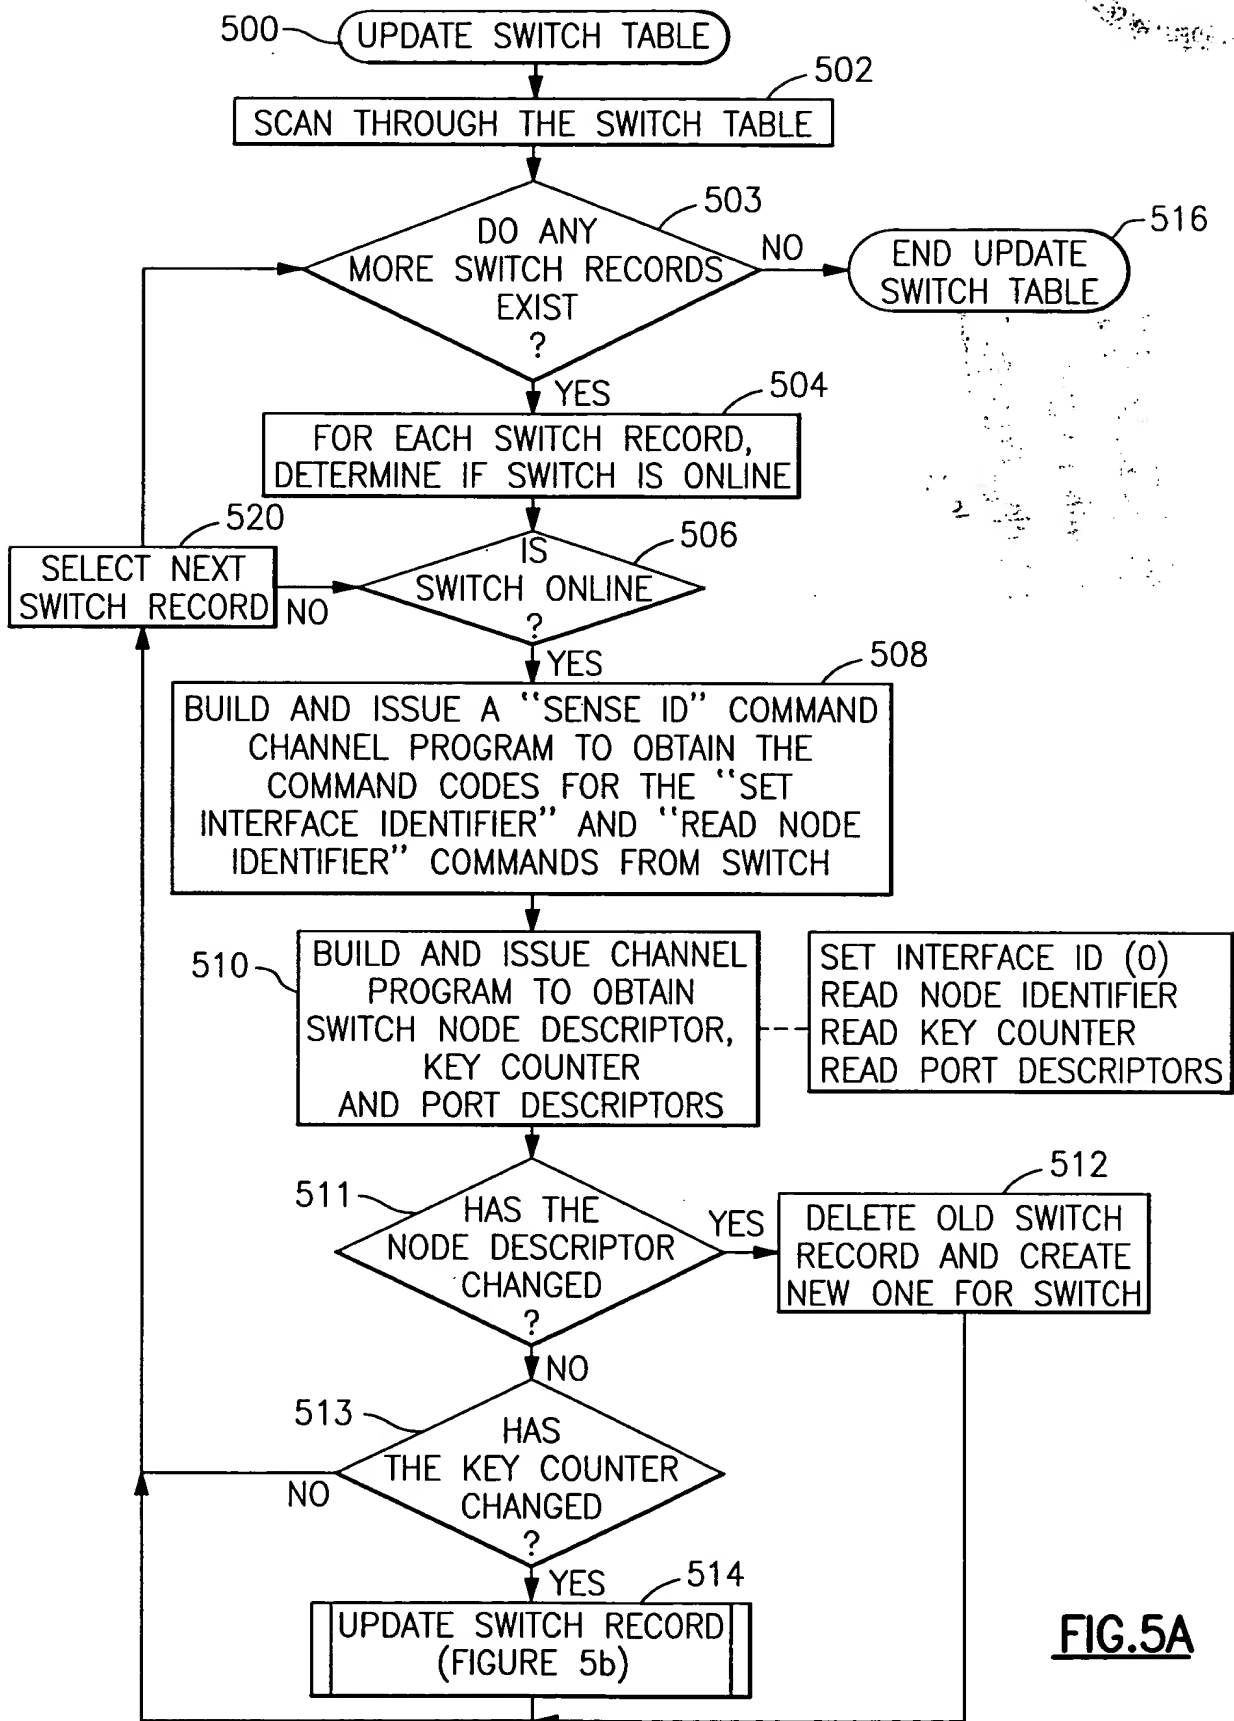 500
UPDATE SWITCH TABLE
502
SCAN THROUGH THE SWITCH TABLE
503
DO ANY
MORE SWITCH RECORDS
EXIST
?
NO
516
END UPDATE
SWITCH TABLE
YES
504
FOR EACH SWITCH RECORD,
DETERMINE IF SWITCH IS ONLINE
520
SELECT NEXT
SWITCH RECORD
NO
506
IS
SWITCH ONLINE
?
YES
508
BUILD AND ISSUE A "SENSE ID" COMMAND
CHANNEL PROGRAM TO OBTAIN THE
COMMAND CODES FOR THE "SET
INTERFACE IDENTIFIER" AND "READ NODE
IDENTIFIER" COMMANDS FROM SWITCH
510
BUILD AND ISSUE CHANNEL
PROGRAM TO OBTAIN
SWITCH NODE DESCRIPTOR,
KEY COUNTER
AND PORT DESCRIPTORS
SET INTERFACE ID (0)
READ NODE IDENTIFIER
READ KEY COUNTER
READ PORT DESCRIPTORS
511
HAS THE
NODE DESCRIPTOR
CHANGED
?
YES
512
DELETE OLD SWITCH
RECORD AND CREATE
NEW ONE FOR SWITCH
NO
513
HAS
THE KEY COUNTER
CHANGED
?
NO
YES
514
UPDATE SWITCH RECORD
(FIGURE 5b)
FIG.5A